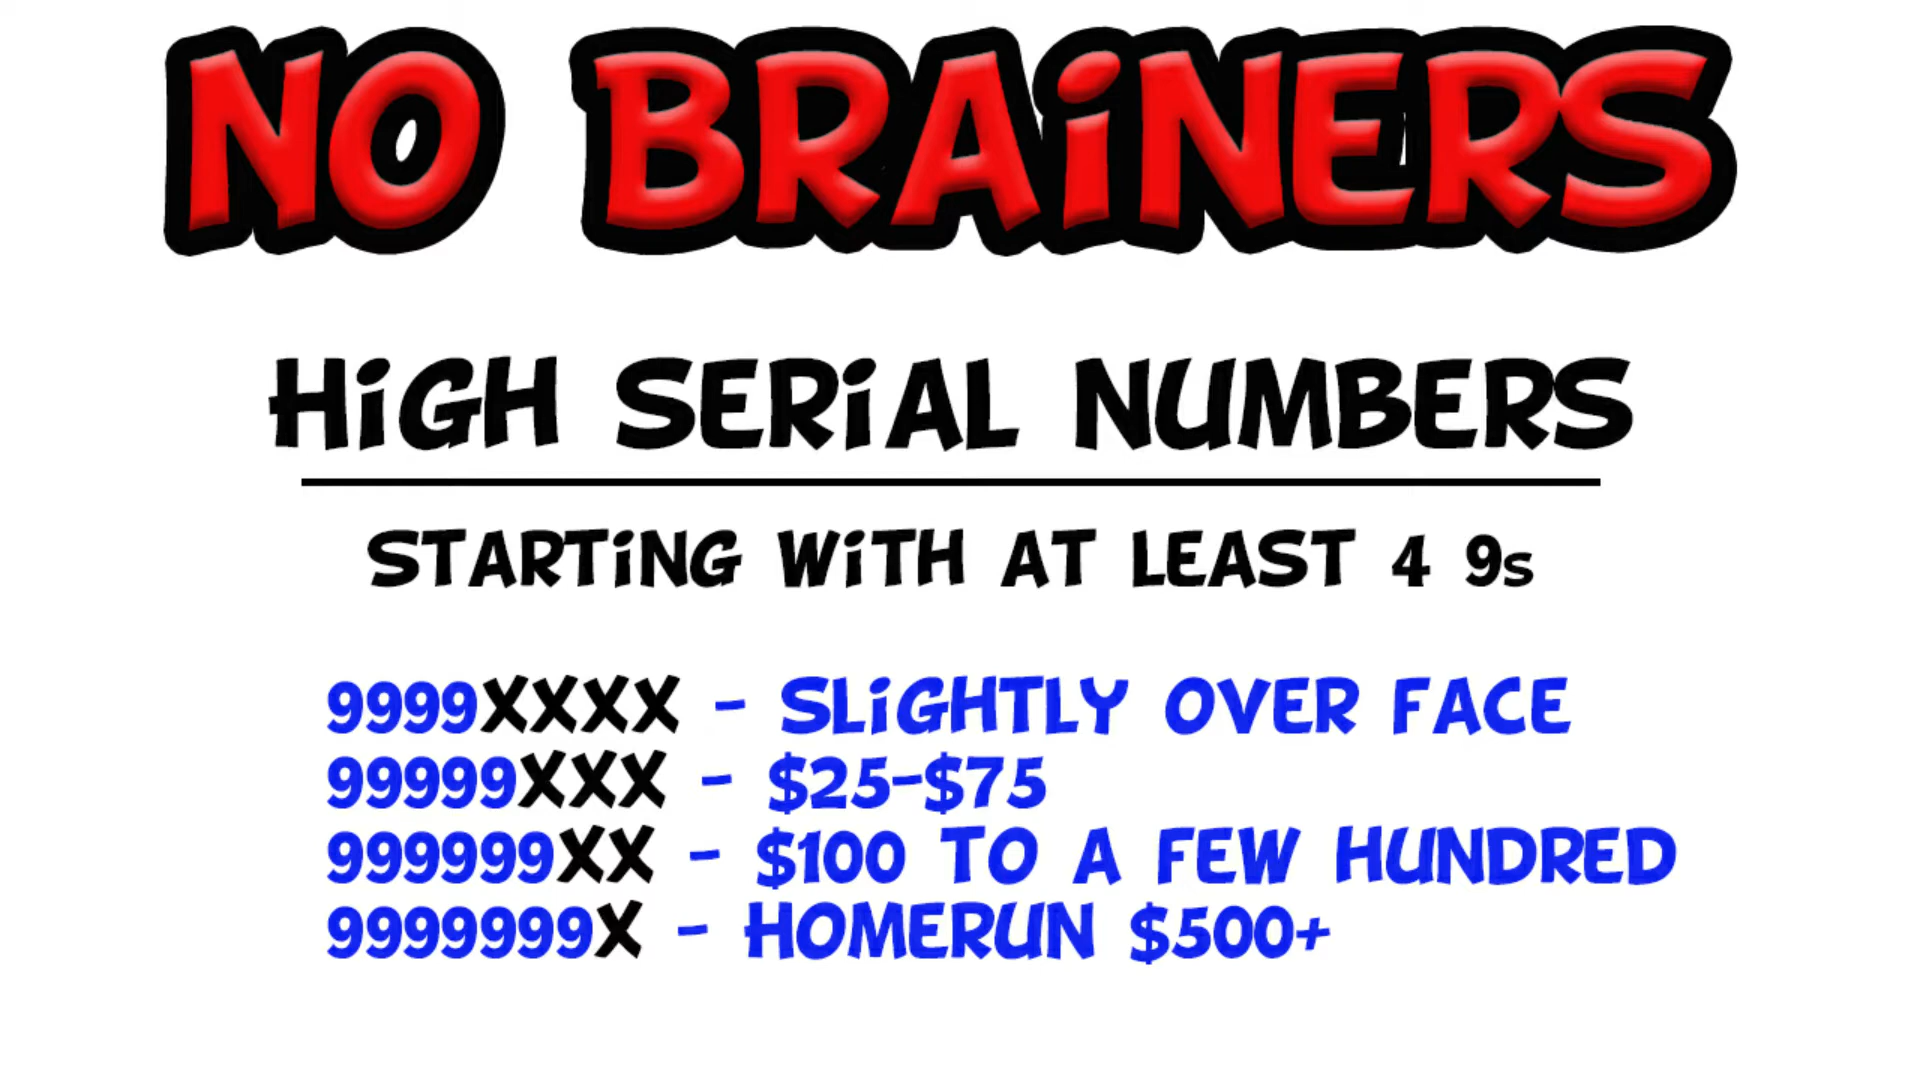 NO BRAiNERS
HiGH SERiAL NUMBERS
STARTiNG WiTH AT LEAST 4 9s
9999XXXX - SLiGHTLY OVER FACE
99999XXX - $25-$75
999999XX - $100 TO A FEW HUNDRED
9999999X - HOMERUN $500+